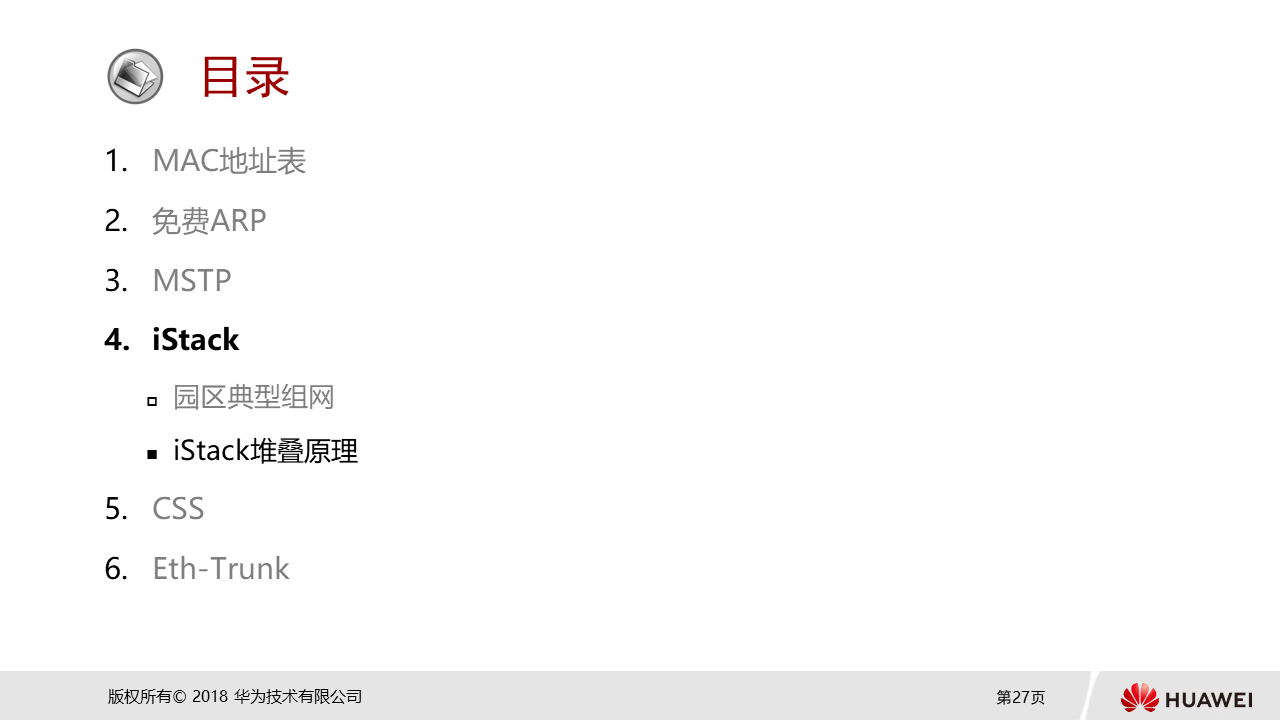 目录
1. MAC地址表
2. 免费ARP
3. MSTP
4. iStack
园区典型组网
iStack堆叠原理
5. CSS
6. Eth-Trunk
版权所有© 2018 华为技术有限公司
第27页
HUAWEI